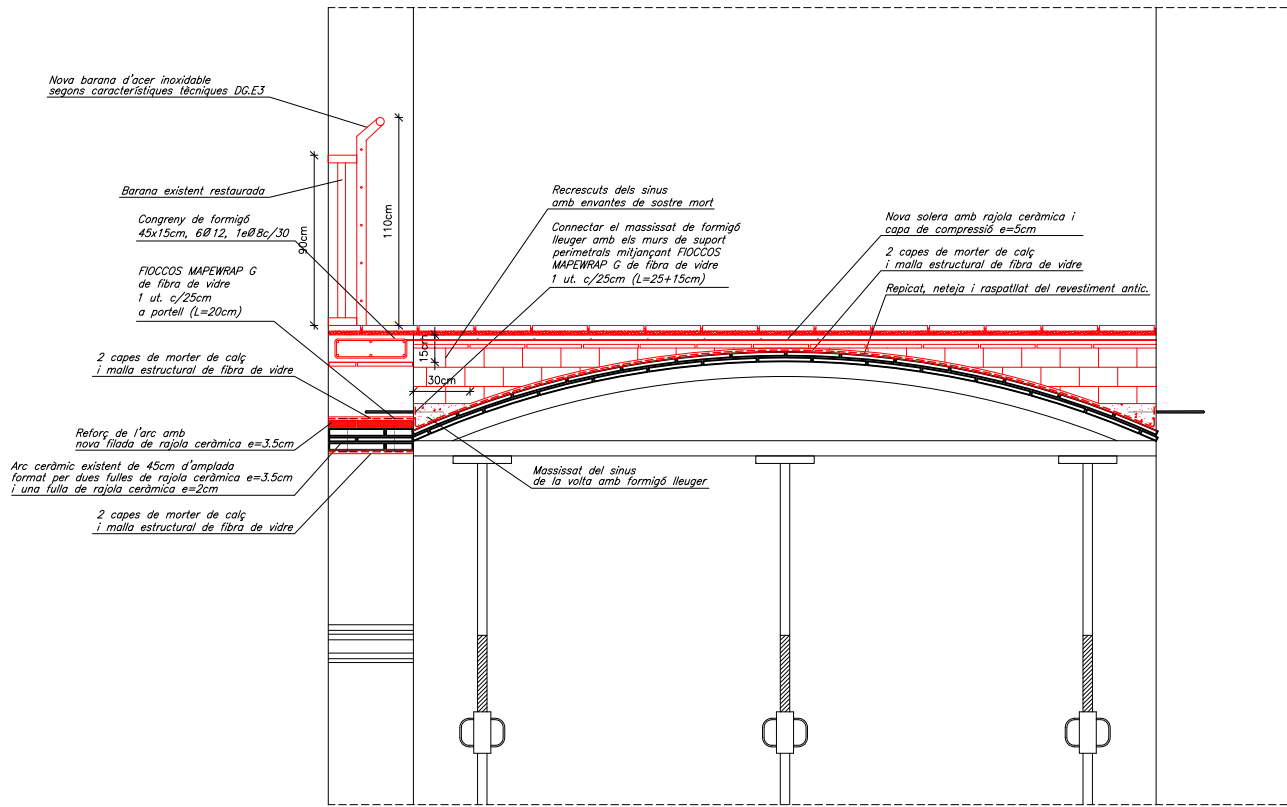 Nova barana d'acer inoxidable
segons característiques tècniques DG.E3
Barana existent restaurada
Congreny de formigó
45x15cm, 6Ø12, 1eØ8c/30
FIOCCOS MAPEWRAP G
de fibra de vidre
1 ut. c/25cm
a portell (L=20cm)
2 capes de morter de calç
i malla estructural de fibra de vidre
Reforç de l'arc amb
nova filada de rajola ceràmica e=3.5cm
Arc ceràmic existent de 45cm d'amplada
format per dues fulles de rajola ceràmica e=3.5cm
i una fulla de rajola ceràmica e=2cm
2 capes de morter de calç
i malla estructural de fibra de vidre
90cm
110cm
15cm
30cm
Recrescuts dels sinus
amb envantes de sostre mort
Connectar el massissat de formigó
lleuger amb els murs de suport
perimetrals mitjançant FIOCCOS
MAPEWRAP G de fibra de vidre
1 ut. c/25cm (L=25+15cm)
Nova solera amb rajola ceràmica i
capa de compressió e=5cm
2 capes de morter de calç
i malla estructural de fibra de vidre
Repicat, neteja i raspatllat del revestiment antic.
Massissat del sinus
de la volta amb formigó lleuger